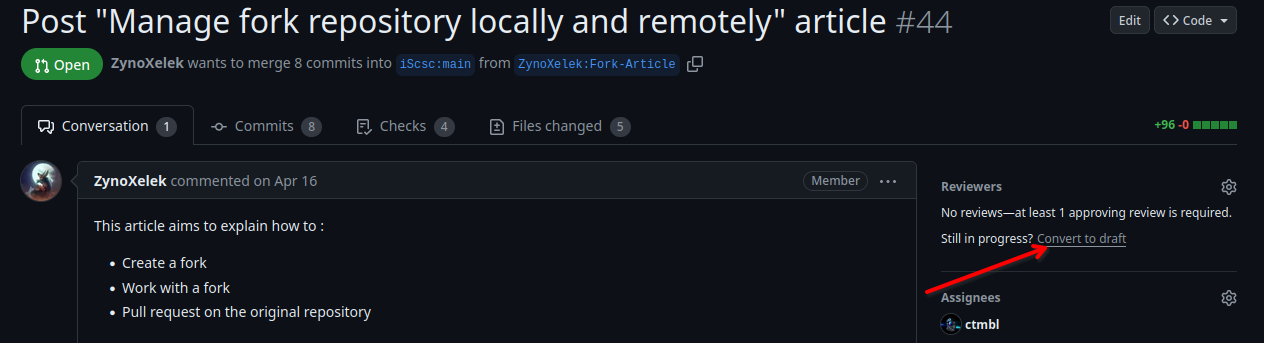 Post "Manage fork repository locally and remotely" article #44
Edit
Code
Open
ZynoXelek wants to merge 8 commits into iScsc:main from ZynoXelek:Fork-Article
Conversation 1
Commits 8
Checks 4
Files changed 5
+96 -0
ZynoXelek commented on Apr 16
Member
This article aims to explain how to :
Create a fork
Work with a fork
Pull request on the original repository
Reviewers
No reviews—at least 1 approving review is required.
Still in progress? Convert to draft
Assignees
ctmbl